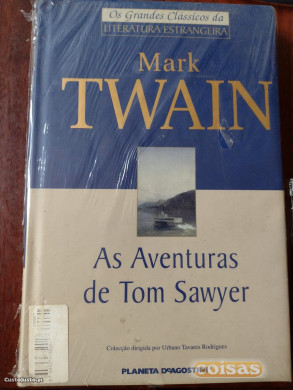 Os Grandes Clássicos da
LITERATURA ESTRANGEIRA
Mark
TWAIN
As Aventuras
de Tom Sawyer
Colecção dirigida por Urbano Tavares Rodrigues
PLANETA DeAGOSTINI
coisas